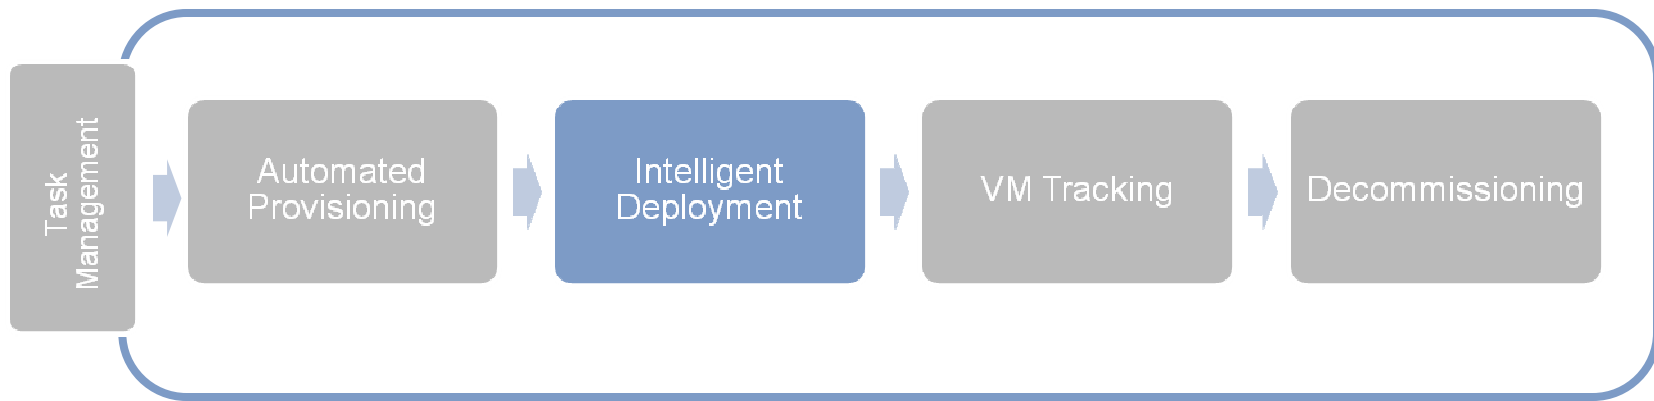 Task
Management
Automated
Provisioning
Intelligent
Deployment
VM Tracking
Decommissioning